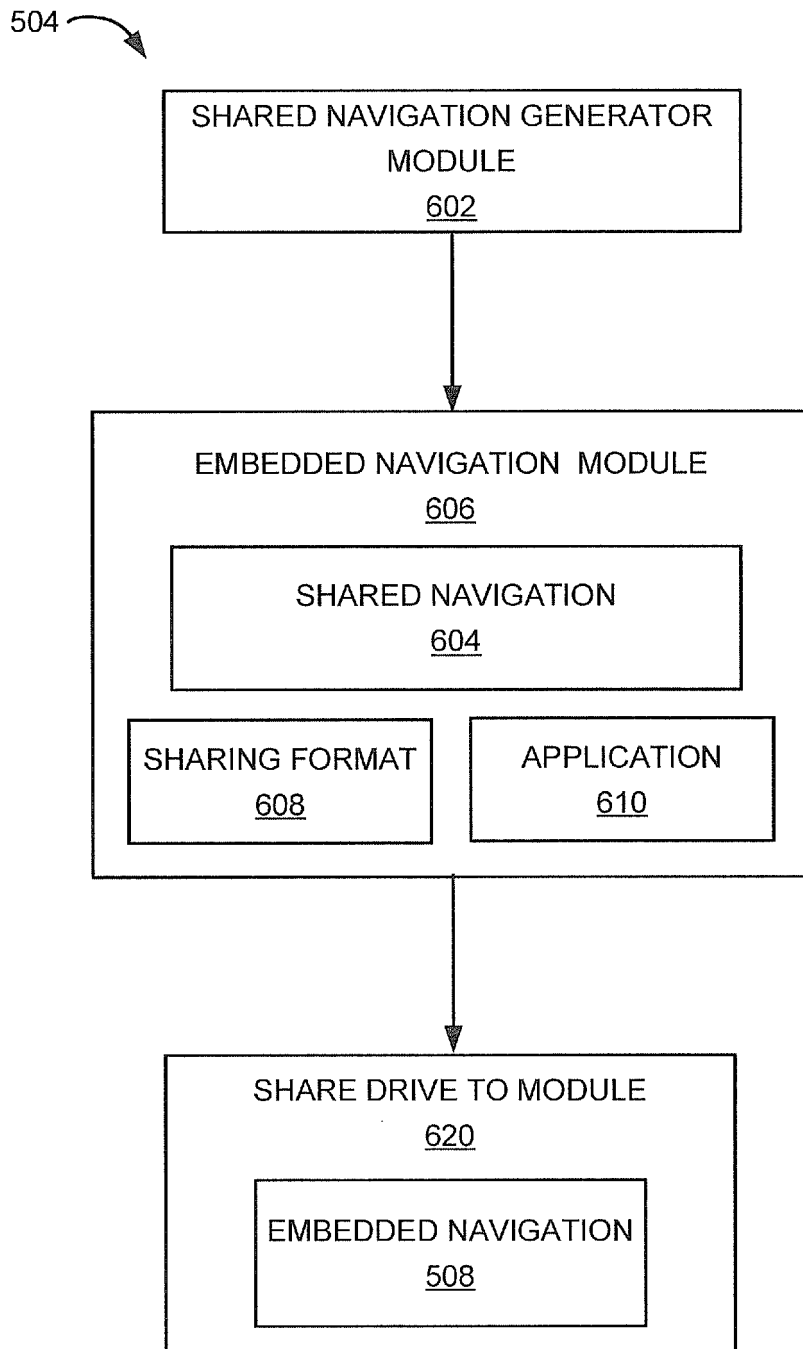 504
SHARED NAVIGATION GENERATOR
MODULE
602
EMBEDDED NAVIGATION MODULE
606
SHARED NAVIGATION
604
SHARING FORMAT
608
APPLICATION
610
SHARE DRIVE TO MODULE
620
EMBEDDED NAVIGATION
508